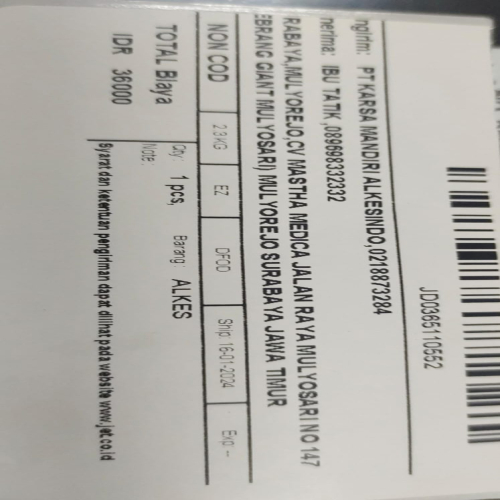 JD0365110552
ngirim: PT KARSA MANDIRI ALKESINDO,0218873284
nerima: IBU TATIK ,089698332332
RABAYA,MULYOREJO,CV MASTHA MEDICA JALAN RAYA MULYOSARI NO 147
EBRANG GIANT MULYOSARI) MULYOREJO SURABAYA JAWA TIMUR
NON COD 2.3 KG EZ DFOD Ship: 16-01-2024 Exp: --
TOTAL Biaya Qty: 1 pcs, Barang: ALKES
IDR 36000 Note:
Syarat dan ketentuan pengiriman dapat dilihat pada website www.jet.co.id